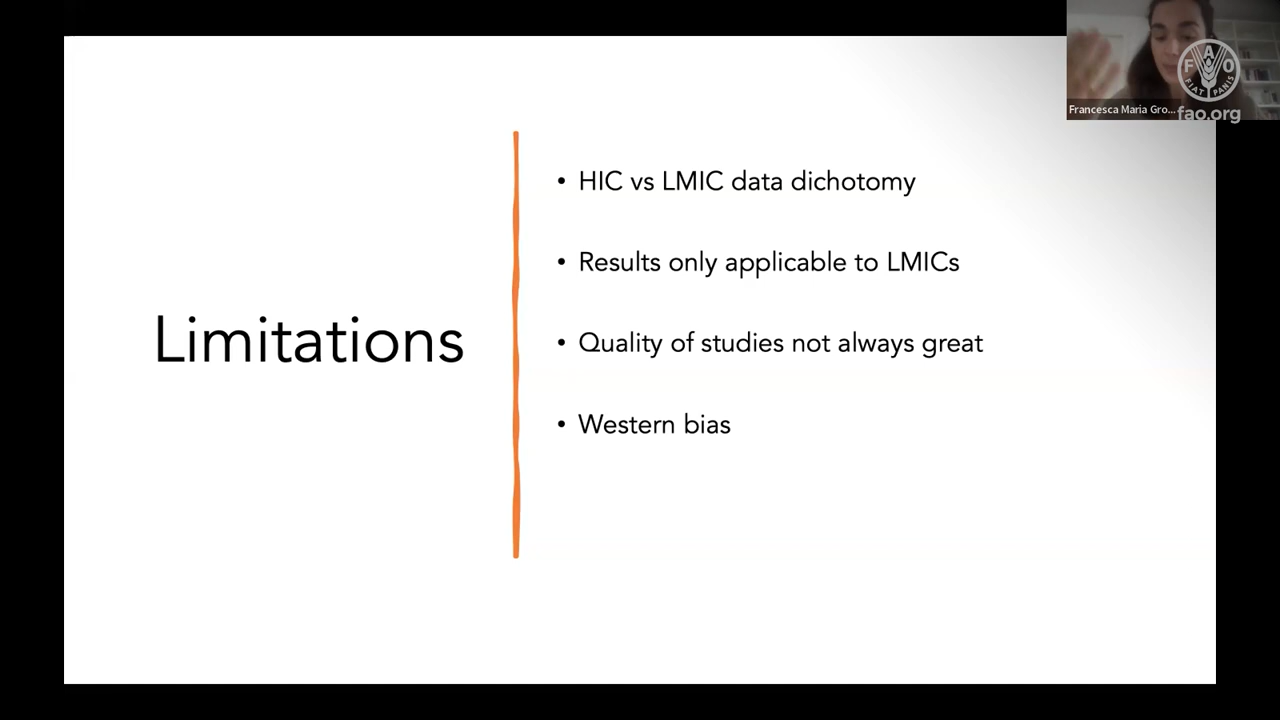 Limitations
• HIC vs LMIC data dichotomy
• Results only applicable to LMICs
• Quality of studies not always great
• Western bias
Francesca Maria Gro...
FAO
FIAT PANIS
fao.org